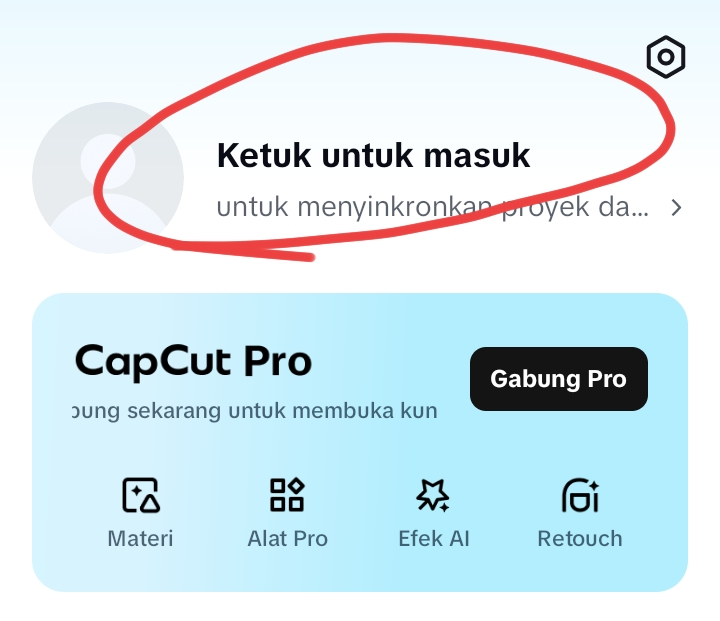 Ketuk untuk masuk
untuk menyinkronkan proyek da...
CapCut Pro
Gabung Pro
sekarang untuk membuka kun
Materi
Alat Pro
Efek AI
Retouch